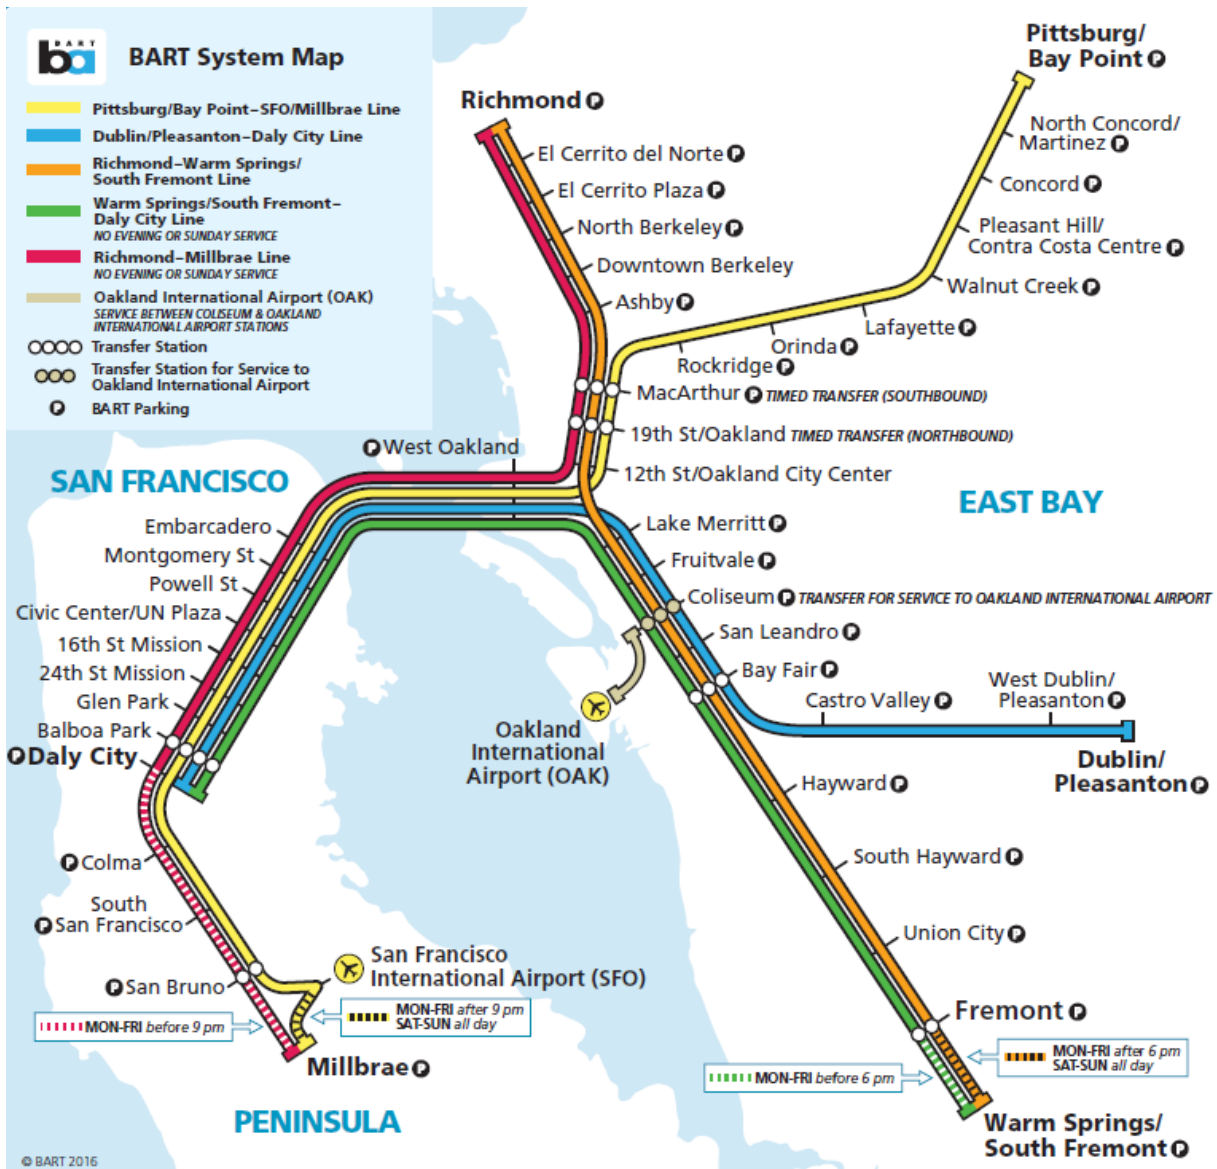 BART
ba
BART System Map
Pittsburg/Bay Point–SFO/Millbrae Line
Dublin/Pleasanton–Daly City Line
Richmond–Warm Springs/
South Fremont Line
Warm Springs/South Fremont–
Daly City Line
NO EVENING OR SUNDAY SERVICE
Richmond–Millbrae Line
NO EVENING OR SUNDAY SERVICE
Oakland International Airport (OAK)
SERVICE BETWEEN COLISEUM & OAKLAND
INTERNATIONAL AIRPORT STATIONS
Transfer Station
Transfer Station for Service to
Oakland International Airport
P BART Parking
Pittsburg/
Bay Point P
North Concord/
Martinez P
Concord P
Pleasant Hill/
Contra Costa Centre P
Walnut Creek P
Lafayette P
Orinda P
Rockridge P
Richmond P
El Cerrito del Norte P
El Cerrito Plaza P
North Berkeley P
Downtown Berkeley
Ashby P
MacArthur P TIMED TRANSFER (SOUTHBOUND)
19th St/Oakland TIMED TRANSFER (NORTHBOUND)
12th St/Oakland City Center
P West Oakland
SAN FRANCISCO
EAST BAY
Embarcadero
Montgomery St
Powell St
Civic Center/UN Plaza
16th St Mission
24th St Mission
Glen Park
Balboa Park
P Daly City
P Colma
South
P San Francisco
P San Bruno
San Francisco
International Airport (SFO)
MON-FRI before 9 pm
MON-FRI after 9 pm
SAT-SUN all day
Millbrae P
PENINSULA
Lake Merritt P
Fruitvale P
Coliseum P TRANSFER FOR SERVICE TO OAKLAND INTERNATIONAL AIRPORT
San Leandro P
Bay Fair P
Oakland
International
Airport (OAK)
Castro Valley P
West Dublin/
Pleasanton P
Dublin/
Pleasanton P
Hayward P
South Hayward P
Union City P
Fremont P
MON-FRI after 6 pm
SAT-SUN all day
MON-FRI before 6 pm
Warm Springs/
South Fremont P
© BART 2016